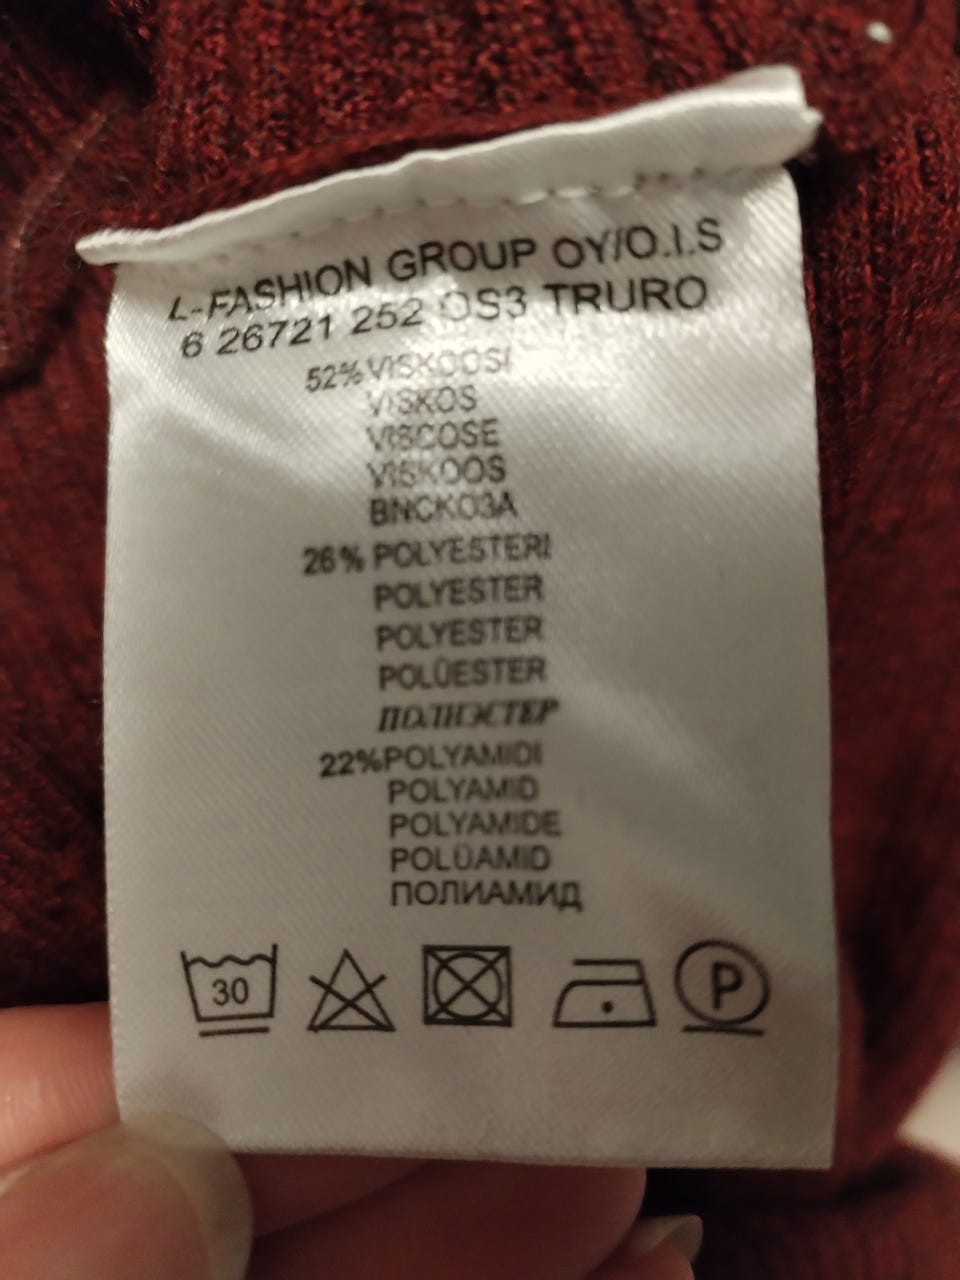 L-FASHION GROUP OY/O.I.S
6 26721 252 OS3 TRURO
52% VISKOOSI
VISKOS
VISCOSE
VISKOOS
BNCKO3A
26% POLYESTERI
POLYESTER
POLYESTER
POLÜESTER
ПОЛИЭСТЕР
22% POLYAMIDI
POLYAMID
POLYAMIDE
POLÜAMID
ПОЛИАМИД
30 P